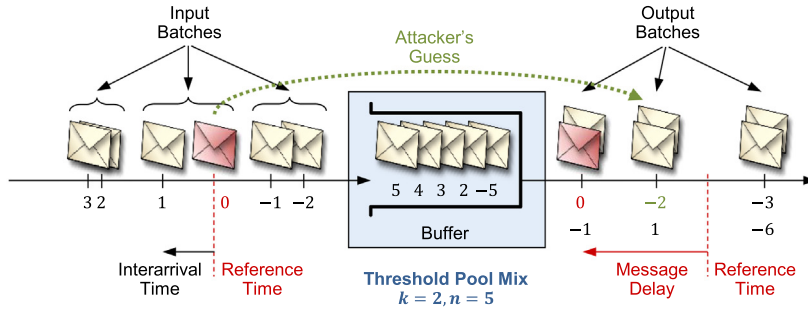 Input
Batches
Attacker's
Guess
Output
Batches
5 4 3 2 −5
3 2 1 0 −1 −2
0 −2 −3
−1 1 −6
Buffer
Interarrival
Time
Reference
Time
Threshold Pool Mix
k = 2, n = 5
Message
Delay
Reference
Time